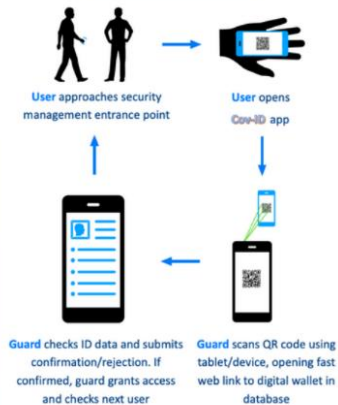 User approaches security
management entrance point
User opens
Cov-ID app
Guard scans QR code using
tablet/device, opening fast
web link to digital wallet in
database
Guard checks ID data and submits
confirmation/rejection. If
confirmed, guard grants access
and checks next user